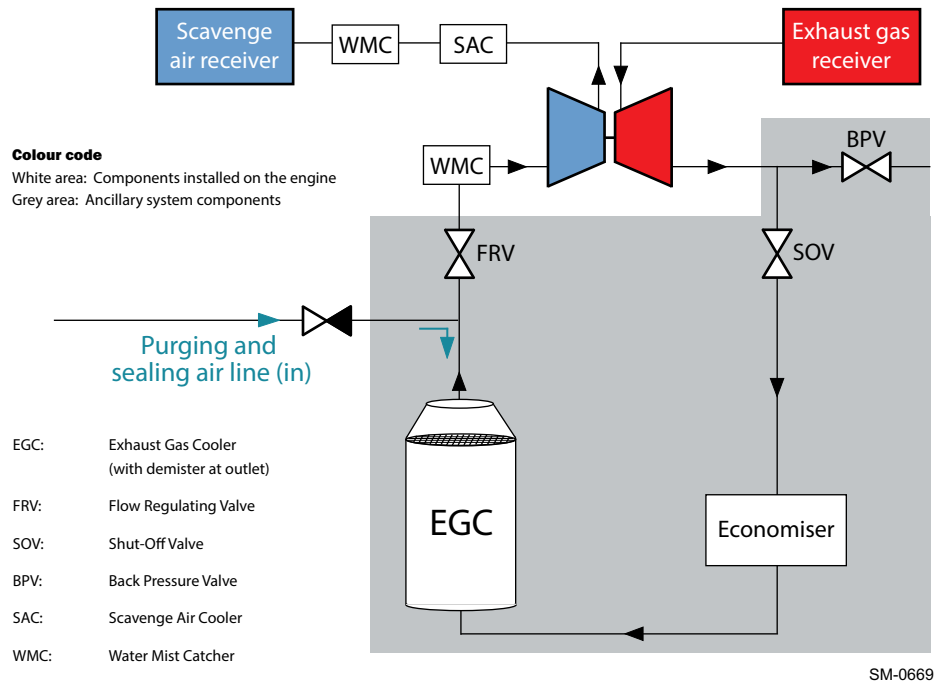 Scavenge
air receiver
WMC
SAC
Exhaust gas
receiver
BPV
Colour code
White area: Components installed on the engine
Grey area: Ancillary system components
WMC
FRV
SOV
Purging and
sealing air line (in)
EGC: Exhaust Gas Cooler
(with demister at outlet)
FRV: Flow Regulating Valve
SOV: Shut-Off Valve
BPV: Back Pressure Valve
SAC: Scavenge Air Cooler
WMC: Water Mist Catcher
EGC
Economiser
SM-0669